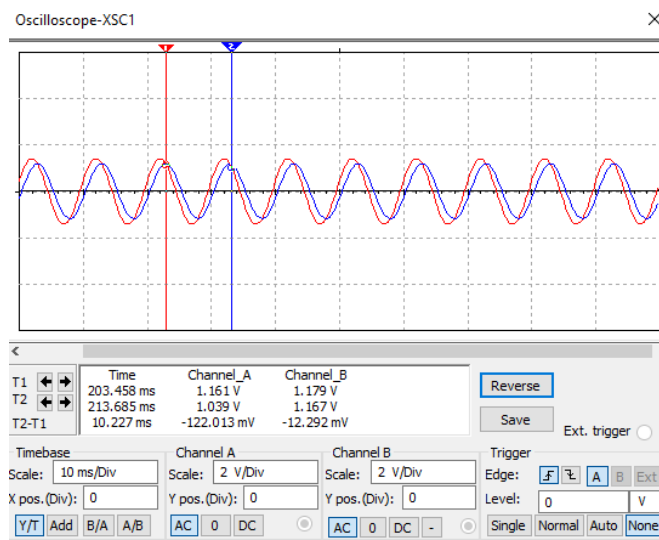 Oscilloscope-XSC1
1 2
T1
T2
T2-T1
Time Channel_A Channel_B
203.458 ms 1.161 V 1.179 V
213.685 ms 1.039 V 1.167 V
10.227 ms -122.013 mV -12.292 mV
Reverse
Save
Ext. trigger
Timebase
Scale: 10 ms/Div
X pos.(Div): 0
Y/T Add B/A A/B
Channel A
Scale: 2 V/Div
Y pos.(Div): 0
AC 0 DC
Channel B
Scale: 2 V/Div
Y pos.(Div): 0
AC 0 DC -
Trigger
Edge: A B Ext
Level: 0 V
Single Normal Auto None